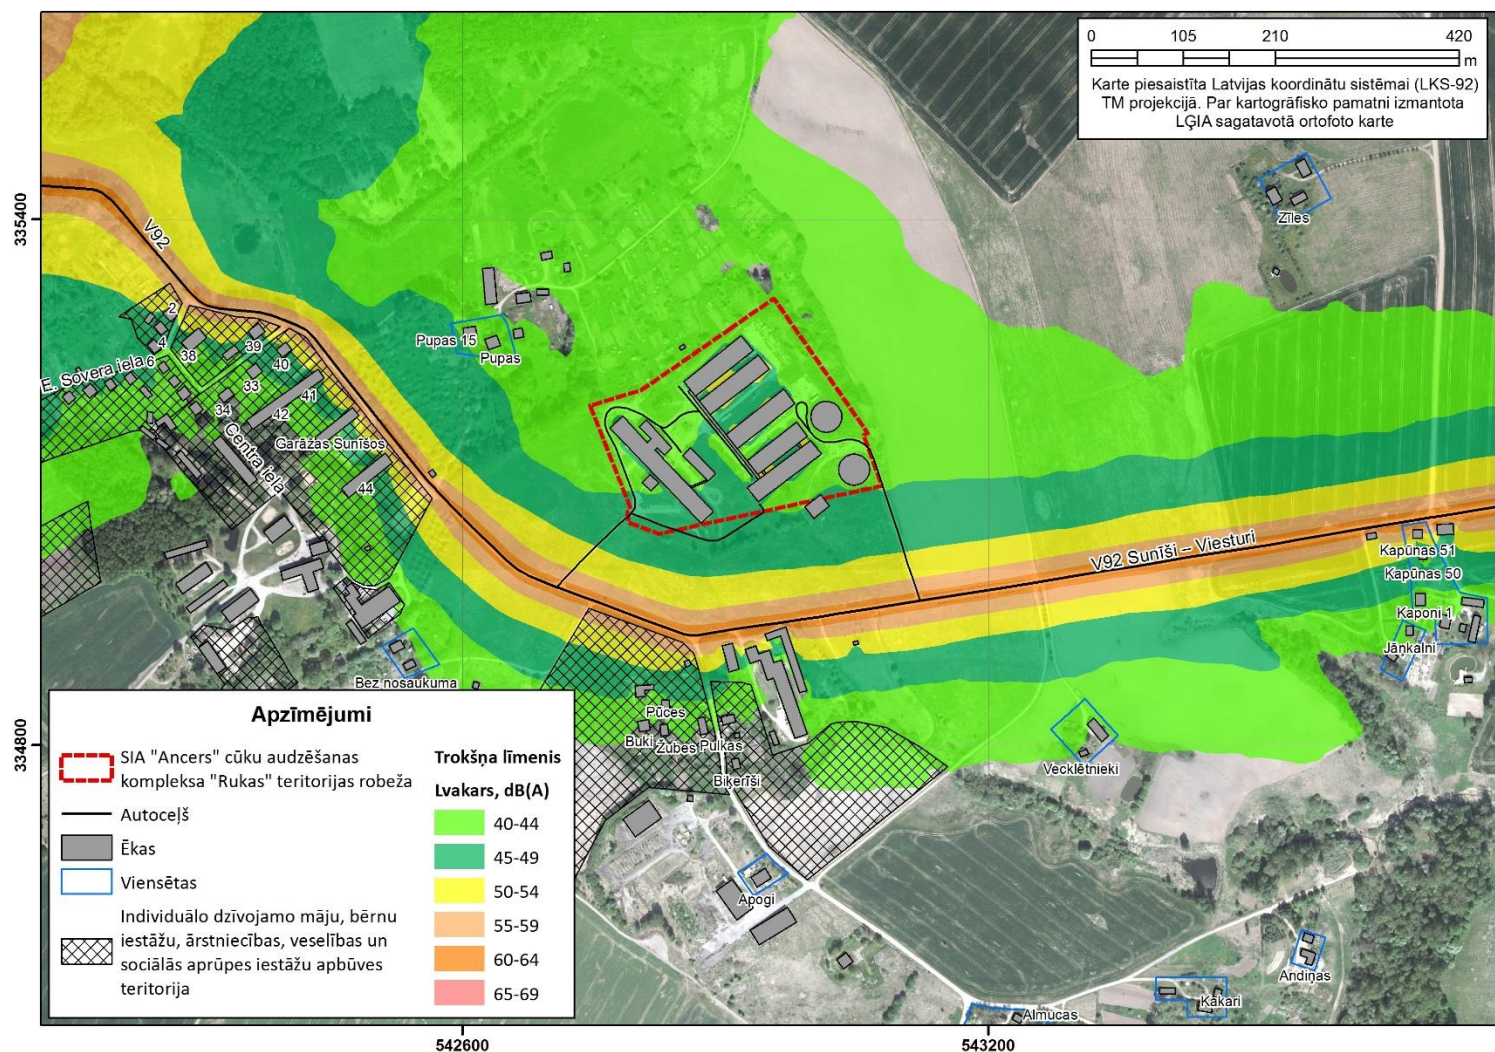 0 105 210 420
m
Karte piesaistīta Latvijas koordinātu sistēmai (LKS-92)
TM projekcijā. Par kartogrāfisko pamatni izmantota
LĢIA sagatavotā ortofoto karte
335400
334800
542600
543200
V92
Zīles
Pupas 15
Pupas
2
4
6
38
39
40
33
34
41
42
44
E. Sovera iela
Centra iela
Garāžas Sunīšos
V92 Sunīši – Viesturi
Kapūnas 51
Kapūnas 50
Kaponi 1
Jānkalni
Bez nosaukuma
Pūces
Buki
Žubes
Pulkas
Biķerīši
Vecklētnieki
Apogi
Almucas
Kakari
Andiņas
Apzīmējumi
SIA "Ancers" cūku audzēšanas
kompleksa "Rukas" teritorijas robeža
Autoceļš
Ēkas
Viensētas
Individuālo dzīvojamo māju, bērnu
iestāžu, ārstniecības, veselības un
sociālās aprūpes iestāžu apbūves
teritorija
Trokšņa līmenis
Lvakars, dB(A)
40-44
45-49
50-54
55-59
60-64
65-69